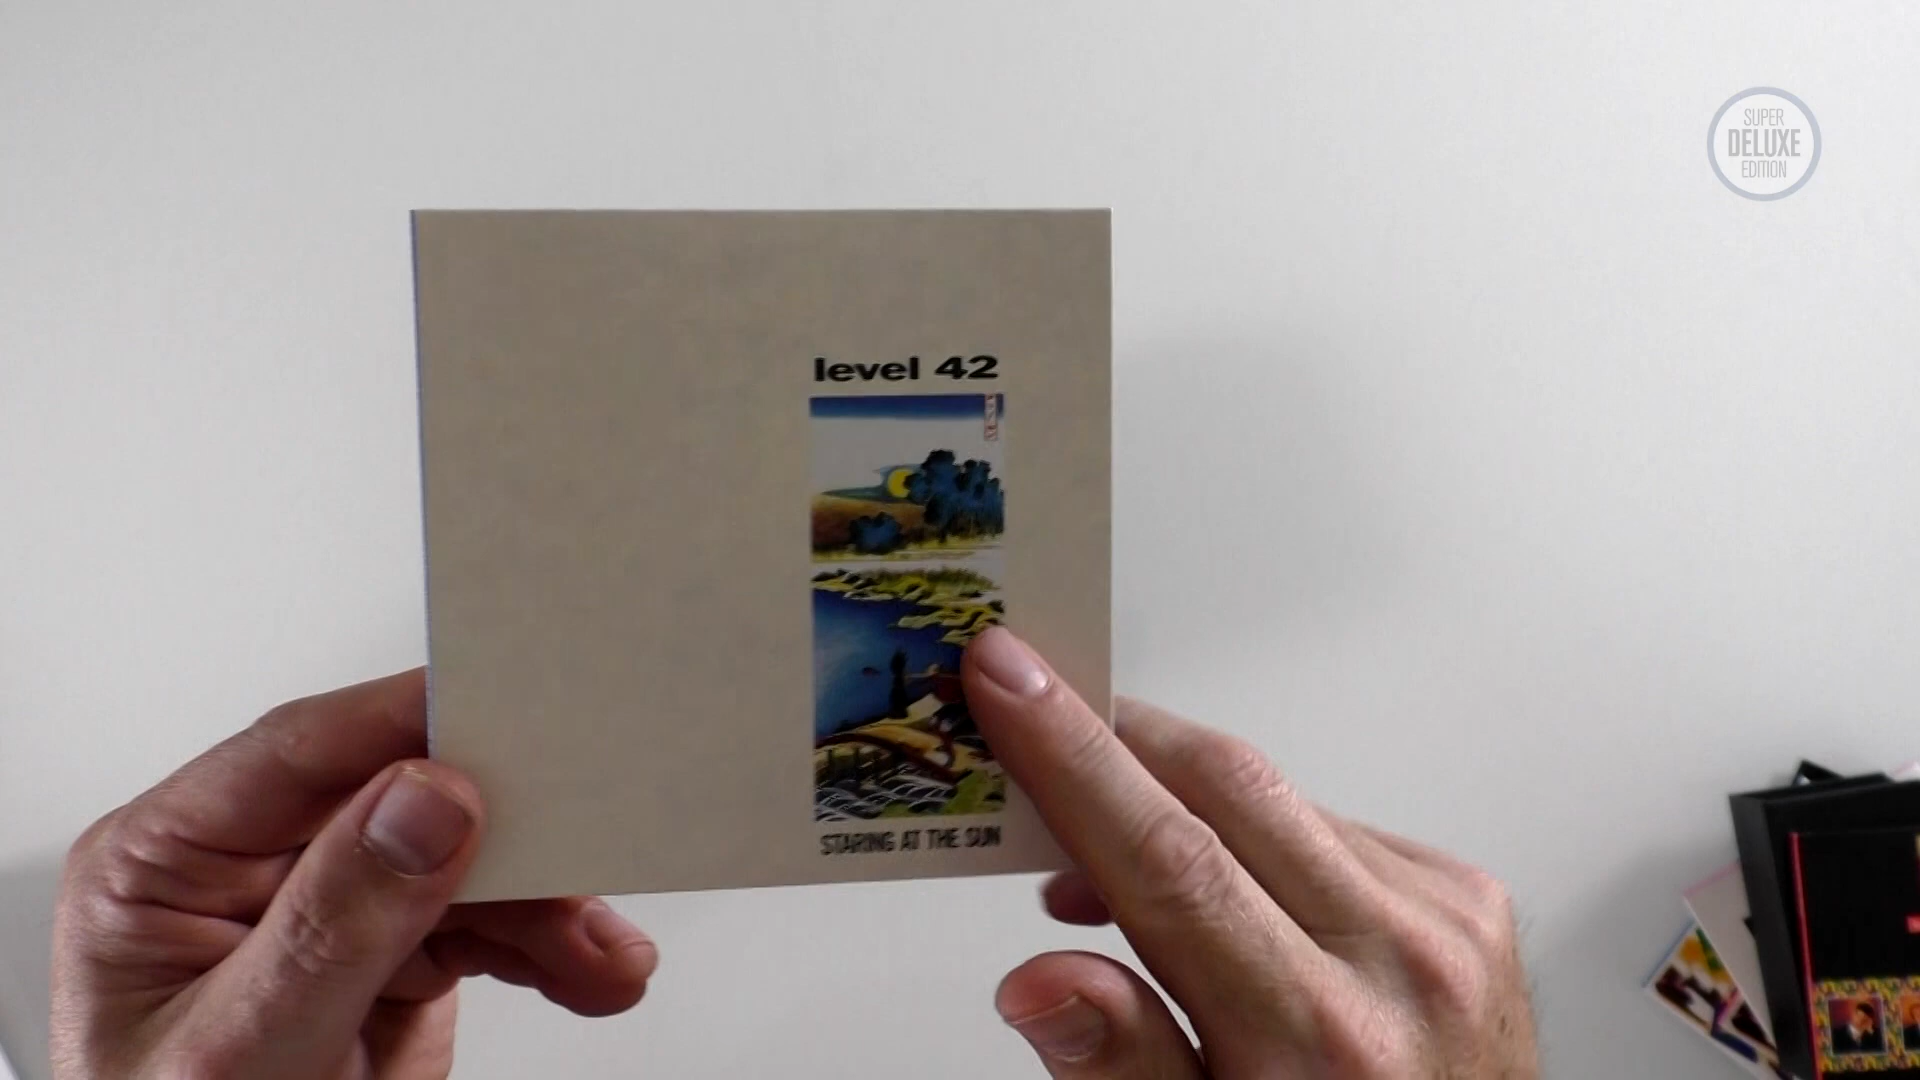 SUPER
DELUXE
EDITION
level 42
STARING AT THE SUN